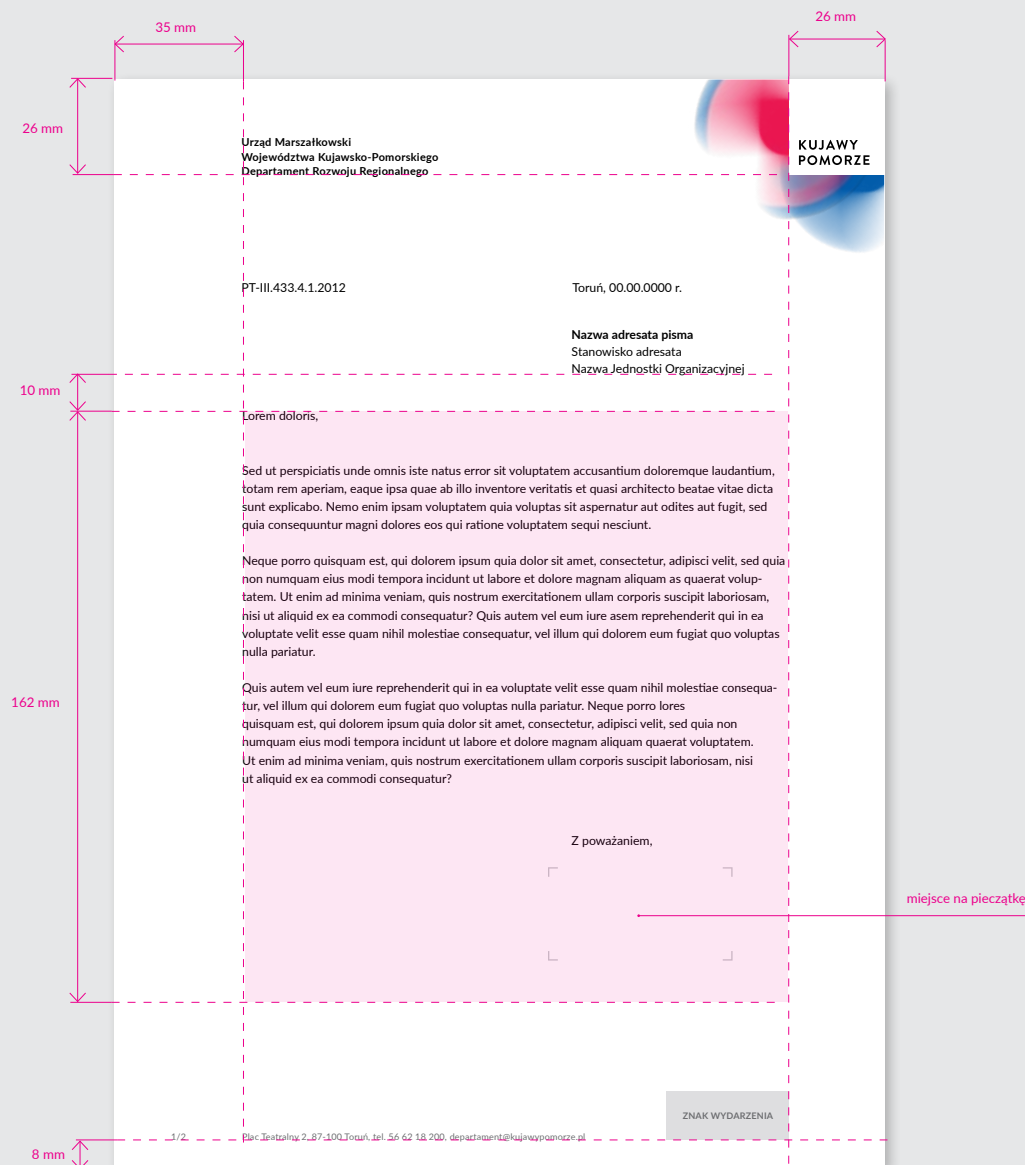 35 mm
26 mm
26 mm
Urząd Marszałkowski
Województwa Kujawsko-Pomorskiego
Departament Rozwoju Regionalnego
KUJAWY
POMORZE
PT-III.433.4.1.2012
Toruń, 00.00.0000 r.
Nazwa adresata pisma
Stanowisko adresata
Nazwa Jednostki Organizacyjnej
10 mm
Lorem doloris,
Sed ut perspiciatis unde omnis iste natus error sit voluptatem accusantium doloremque laudantium,
totam rem aperiam, eaque ipsa quae ab illo inventore veritatis et quasi architecto beatae vitae dicta
sunt explicabo. Nemo enim ipsam voluptatem quia voluptas sit aspernatur aut odites aut fugit, sed
quia consequuntur magni dolores eos qui ratione voluptatem sequi nesciunt.
Neque porro quisquam est, qui dolorem ipsum quia dolor sit amet, consectetur, adipisci velit, sed quia
non numquam eius modi tempora incidunt ut labore et dolore magnam aliquam as quaerat volup-
tatem. Ut enim ad minima veniam, quis nostrum exercitationem ullam corporis suscipit laboriosam,
nisi ut aliquid ex ea commodi consequatur? Quis autem vel eum iure asem reprehenderit qui in ea
voluptate velit esse quam nihil molestiae consequatur, vel illum qui dolorem eum fugiat quo voluptas
nulla pariatur.
162 mm
Quis autem vel eum iure reprehenderit qui in ea voluptate velit esse quam nihil molestiae consequa-
tur, vel illum qui dolorem eum fugiat quo voluptas nulla pariatur. Neque porro lores
quisquam est, qui dolorem ipsum quia dolor sit amet, consectetur, adipisci velit, sed quia non
numquam eius modi tempora incidunt ut labore et dolore magnam aliquam quaerat voluptatem.
Ut enim ad minima veniam, quis nostrum exercitationem ullam corporis suscipit laboriosam, nisi
ut aliquid ex ea commodi consequatur?
Z poważaniem,
miejsce na pieczątkę
ZNAK WYDARZENIA
1/2
Plac Teatralny 2, 87-100 Toruń, tel. 56 62 18 200, departament@kujawypomorze.pl
8 mm